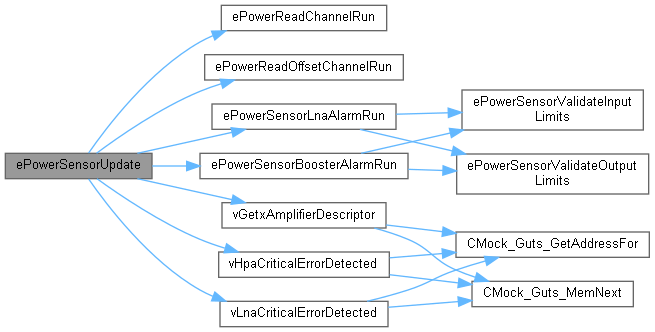 ePowerReadChannelRun
ePowerReadOffsetChannelRun
ePowerSensorLnaAlarmRun
ePowerSensorValidateInput
Limits
ePowerSensorUpdate
ePowerSensorBoosterAlarmRun
ePowerSensorValidateOutput
Limits
vGetxAmplifierDescriptor
CMock_Guts_GetAddressFor
vHpaCriticalErrorDetected
CMock_Guts_MemNext
vLnaCriticalErrorDetected